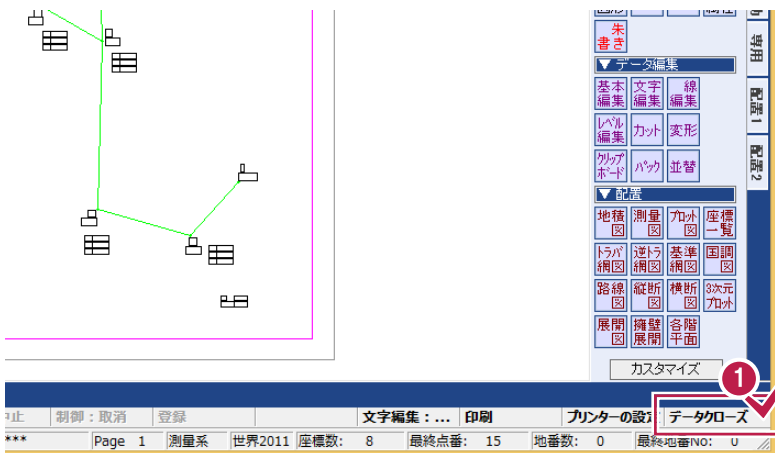 朱書き
専用
▼ データ編集
基本編集 文字編集 線編集
配置1
レベル編集 カット 変形
クリップボード パック 並替
配置2
▼ 配置
地積図 測量図 プロット図 座標一覧
トラバ網図 逆トラ網図 基準網図 国調図
路線図 縦断図 横断図 3次元プロット
展開図 擁壁展開 各階平面
カスタマイズ
1
中止 制御：取消 登録 文字編集：... 印刷 プリンターの設定 データクローズ
*** Page 1 測量系 世界2011 座標数: 8 最終点番: 15 地番数: 0 最終地番No: 0